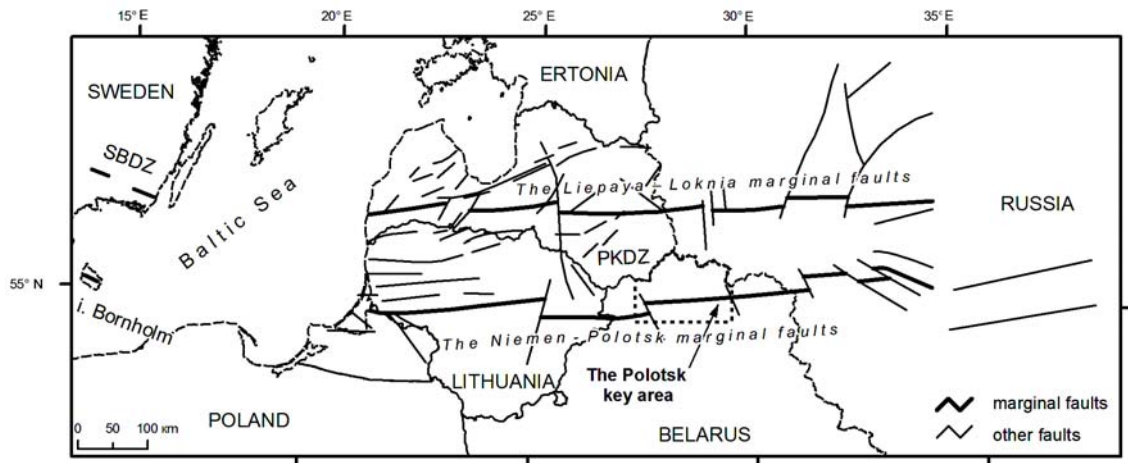 15° E
20° E
25° E
30° E
35° E
SWEDEN
ERTONIA
SBDZ
The Liepaya – Loknia marginal faults
RUSSIA
Baltic Sea
PKDZ
55° N
i. Bornholm
The Niemen - Polotsk marginal faults
LITHUANIA
The Polotsk
key area
POLAND
BELARUS
marginal faults
other faults
0 50 100 KM